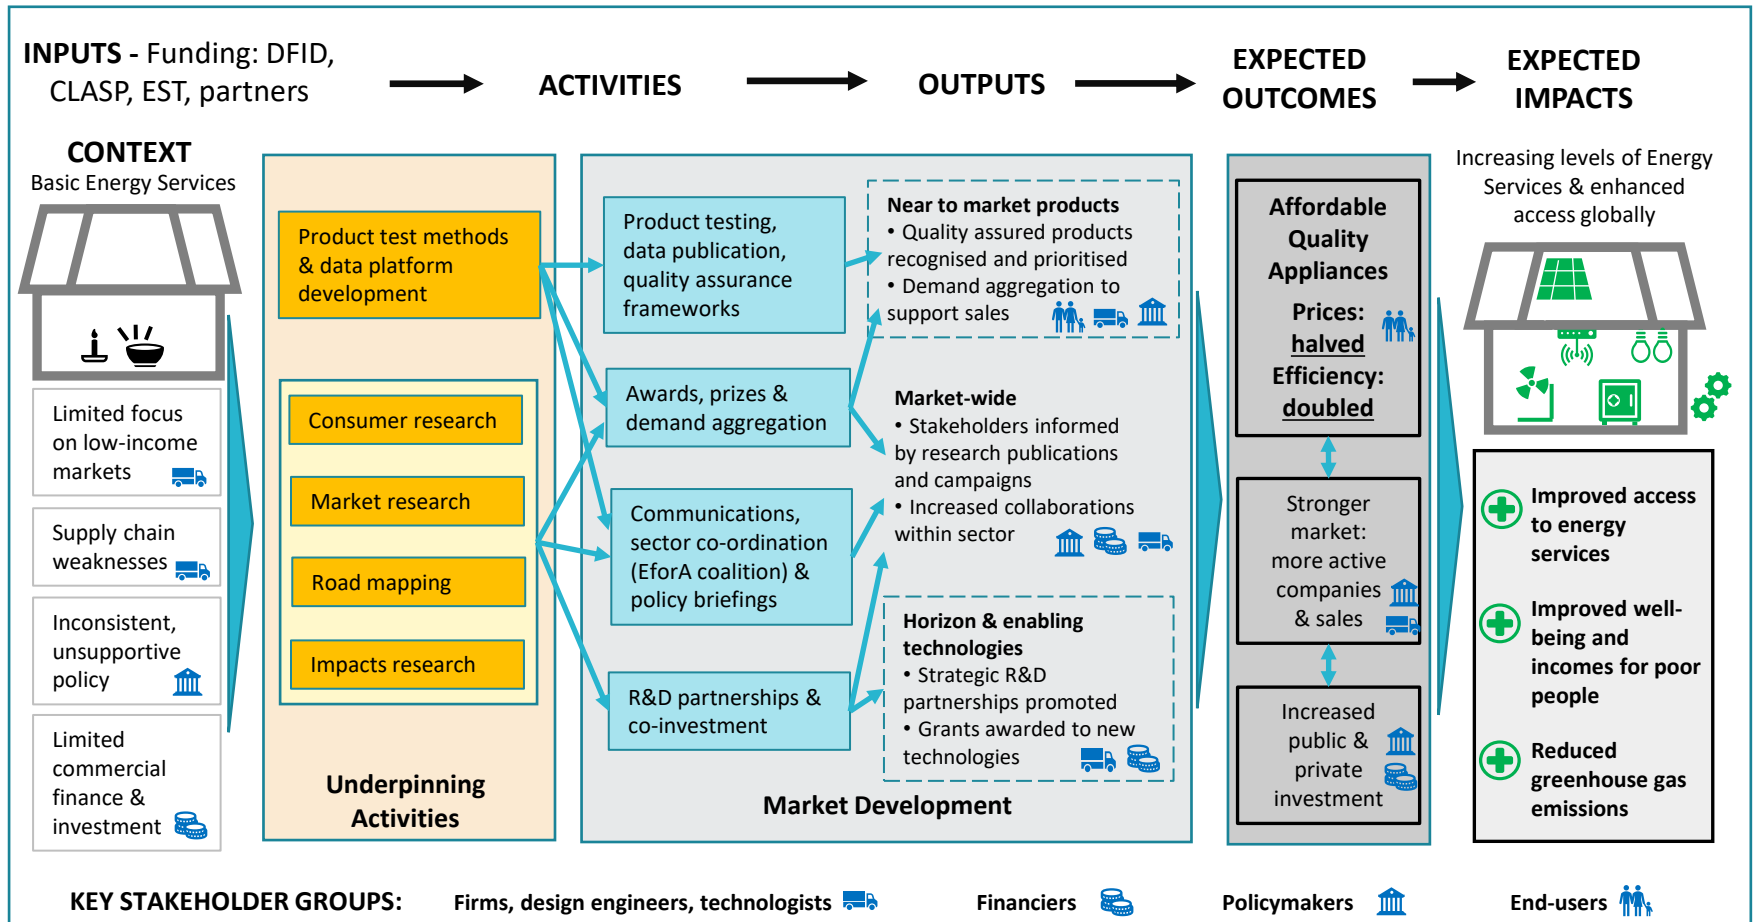 INPUTS - Funding: DFID,
CLASP, EST, partners
ACTIVITIES
OUTPUTS
EXPECTED
OUTCOMES
EXPECTED
IMPACTS
CONTEXT
Basic Energy Services
Limited focus
on low-income
markets
Supply chain
weaknesses
Inconsistent,
unsupportive
policy
Limited
commercial
finance &
investment
Product test methods
& data platform
development
Consumer research
Market research
Road mapping
Impacts research
Underpinning
Activities
Product testing,
data publication,
quality assurance
frameworks
Awards, prizes &
demand aggregation
Communications,
sector co-ordination
(EforA coalition) &
policy briefings
R&D partnerships &
co-investment
Near to market products
• Quality assured products
recognised and prioritised
• Demand aggregation to
support sales
Market-wide
• Stakeholders informed
by research publications
and campaigns
• Increased collaborations
within sector
Horizon & enabling
technologies
• Strategic R&D
partnerships promoted
• Grants awarded to new
technologies
Market Development
Affordable
Quality
Appliances
Prices:
halved
Efficiency:
doubled
Stronger
market:
more active
companies
& sales
Increased
public &
private
investment
Increasing levels of Energy
Services & enhanced
access globally
Improved access
to energy
services
Improved well-
being and
incomes for poor
people
Reduced
greenhouse gas
emissions
KEY STAKEHOLDER GROUPS:
Firms, design engineers, technologists
Financiers
Policymakers
End-users